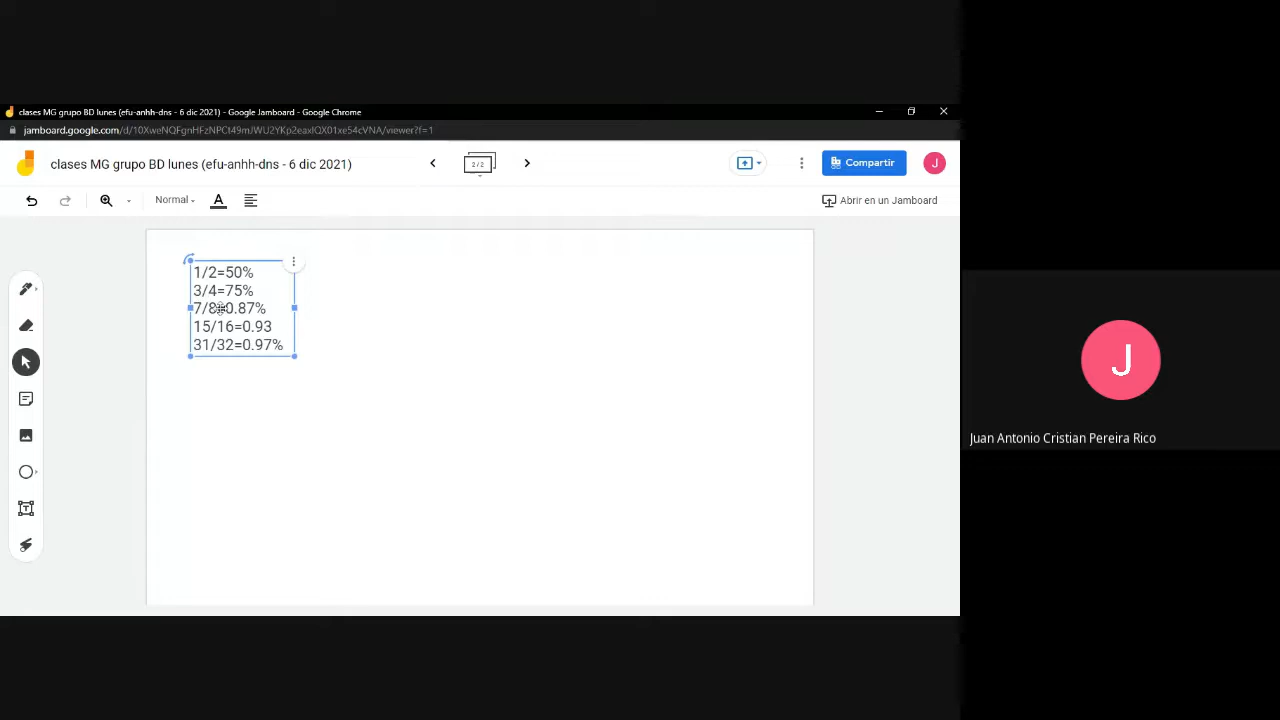 clases MG grupo BD lunes (efu-anhh-dns - 6 dic 2021) - Google Jamboard - Google Chrome
jamboard.google.com/d/10XweNQFgnHFzNPCt49mJWU2YKp2eaxIQX01xe54cVNA/viewer?f=1
clases MG grupo BD lunes (efu-anhh-dns - 6 dic 2021)
2/2
Compartir
J
Normal
A
Abrir en un Jamboard
1/2=50%
3/4=75%
7/8=0.87%
15/16=0.93
31/32=0.97%
J
Juan Antonio Cristian Pereira Rico